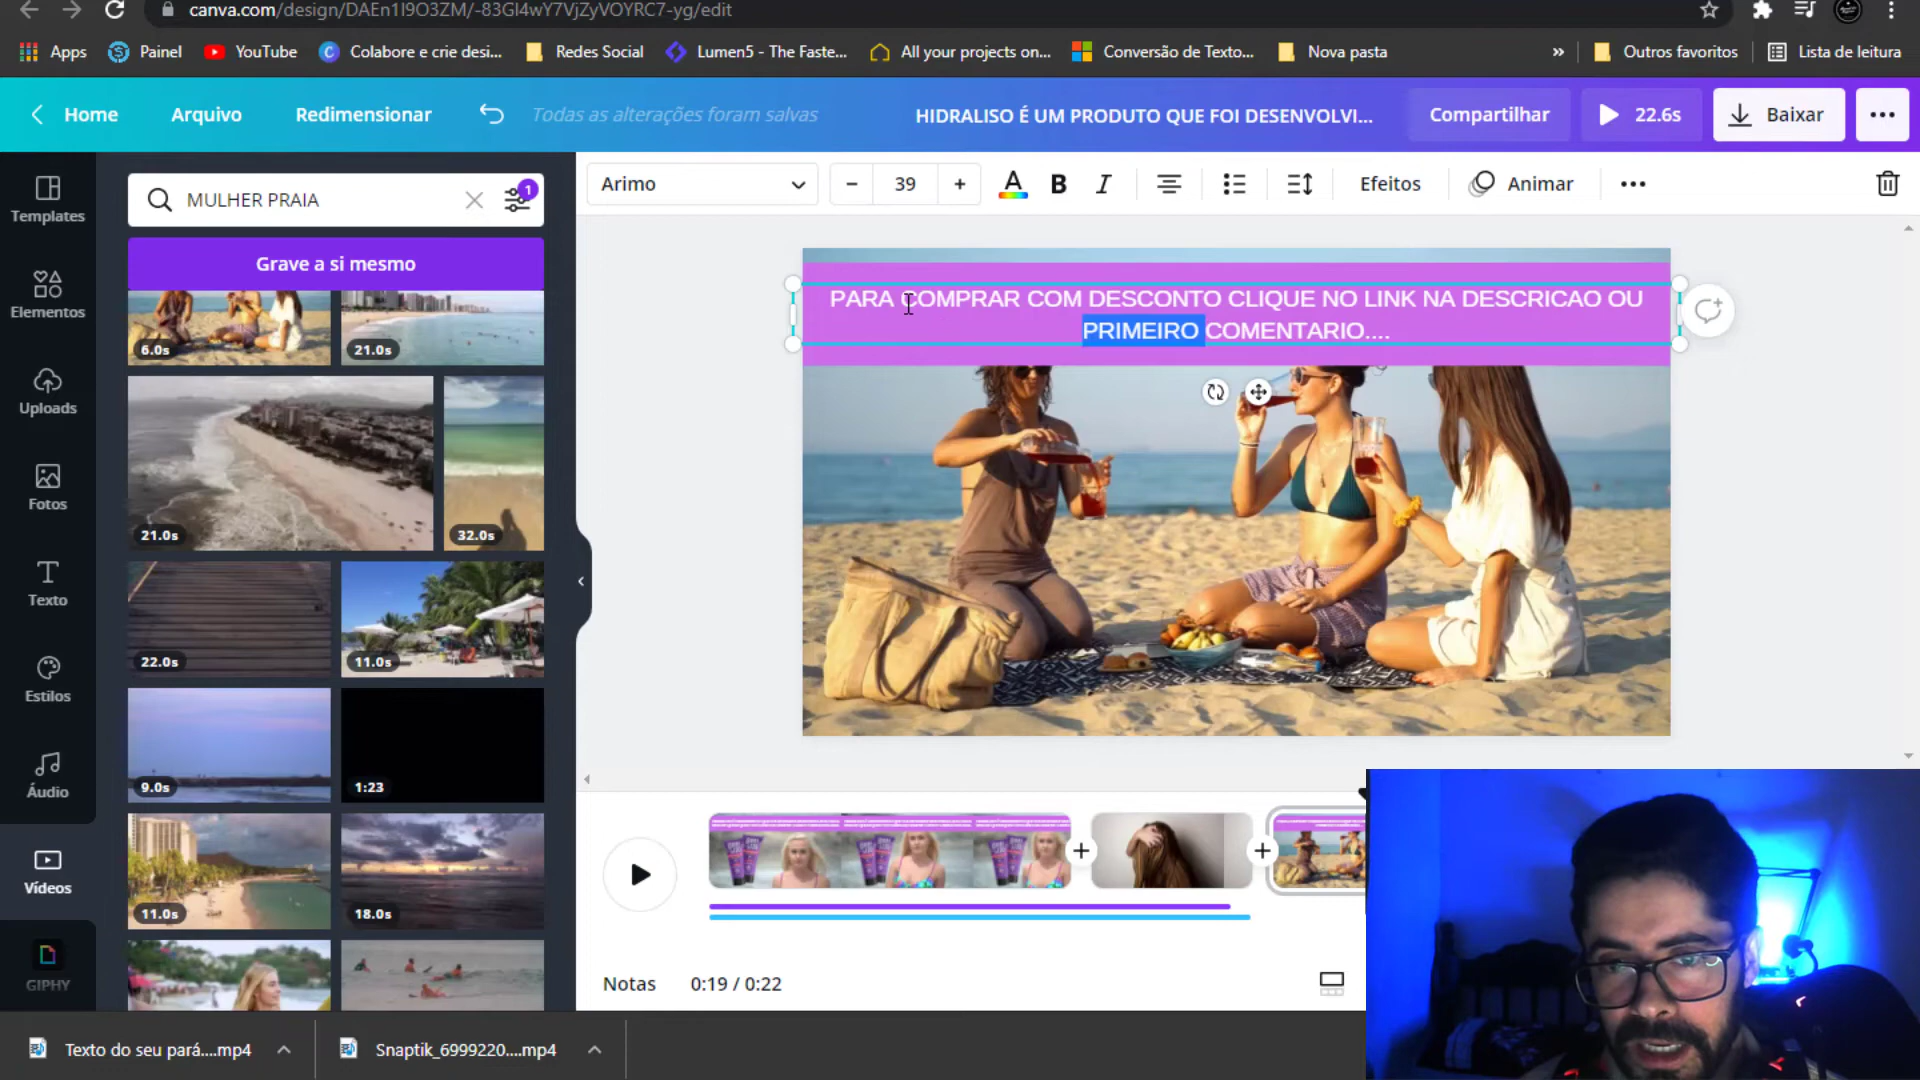 canva.com/design/DAEn1I9O3ZM/-83Gl4wY7VjZyVOYRC7-yg/edit
Apps
Painel
YouTube
Colabore e crie desi...
Redes Social
Lumen5 - The Faste...
All your projects on...
Conversão de Texto...
Nova pasta
»
Outros favoritos
Lista de leitura
Home
Arquivo
Redimensionar
Todas as alterações foram salvas
HIDRALISO É UM PRODUTO QUE FOI DESENVOLVI...
Compartilhar
22.6s
Baixar
Templates
Elementos
Uploads
Fotos
Texto
Estilos
Áudio
Vídeos
GIPHY
MULHER PRAIA
1
Grave a si mesmo
6.0s
21.0s
21.0s
32.0s
22.0s
11.0s
9.0s
1:23
11.0s
18.0s
Arimo
39
A
B
I
Efeitos
Animar
PARA COMPRAR COM DESCONTO CLIQUE NO LINK NA DESCRICAO OU
PRIMEIRO COMENTARIO....
Notas
0:19 / 0:22
Texto do seu pará....mp4
Snaptik_6999220....mp4